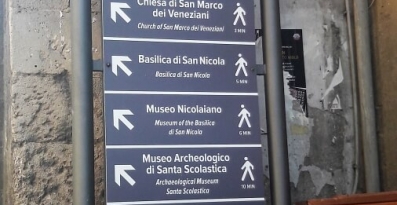 Chiesa di San Marco
dei Veneziani
Church of San Marco
dei Veneziani
3 MIN
Basilica di San Nicola
Basilica di San Nicola
5 MIN
Museo Nicolaiano
Museum of the Basilica
di San Nicola
6 MIN
Museo Archeologico
di Santa Scolastica
Archaeological Museum
Santa Scolastica
10 MIN